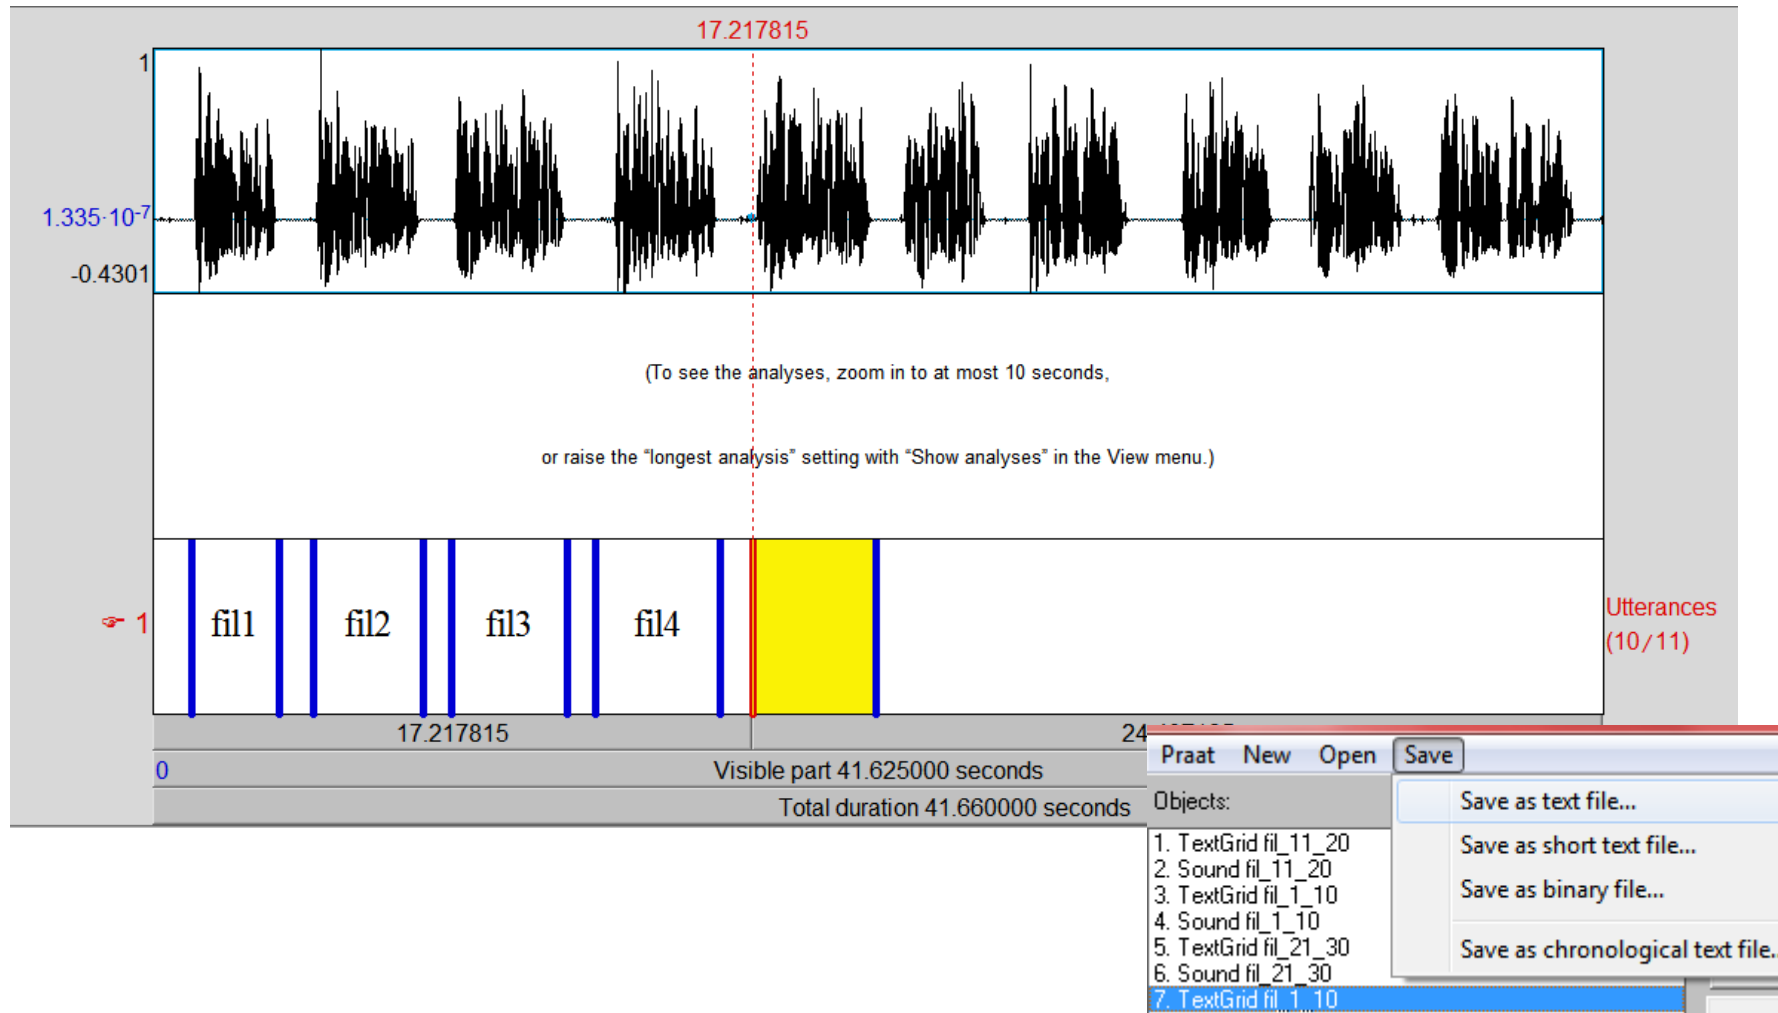 17.217815
1
1.335·10-7
-0.4301
(To see the analyses, zoom in to at most 10 seconds,
or raise the “longest analysis” setting with “Show analyses” in the View menu.)
☞ 1
fil1 fil2 fil3 fil4
Utterances
(10/11)
17.217815
0
Visible part 41.625000 seconds
Total duration 41.660000 seconds
Praat New Open Save
Objects:
Save as text file...
Save as short text file...
Save as binary file...
Save as chronological text file..
1. TextGrid fil_11_20
2. Sound fil_11_20
3. TextGrid fil_1_10
4. Sound fil_1_10
5. TextGrid fil_21_30
6. Sound fil_21_30
7. TextGrid fil_1_10